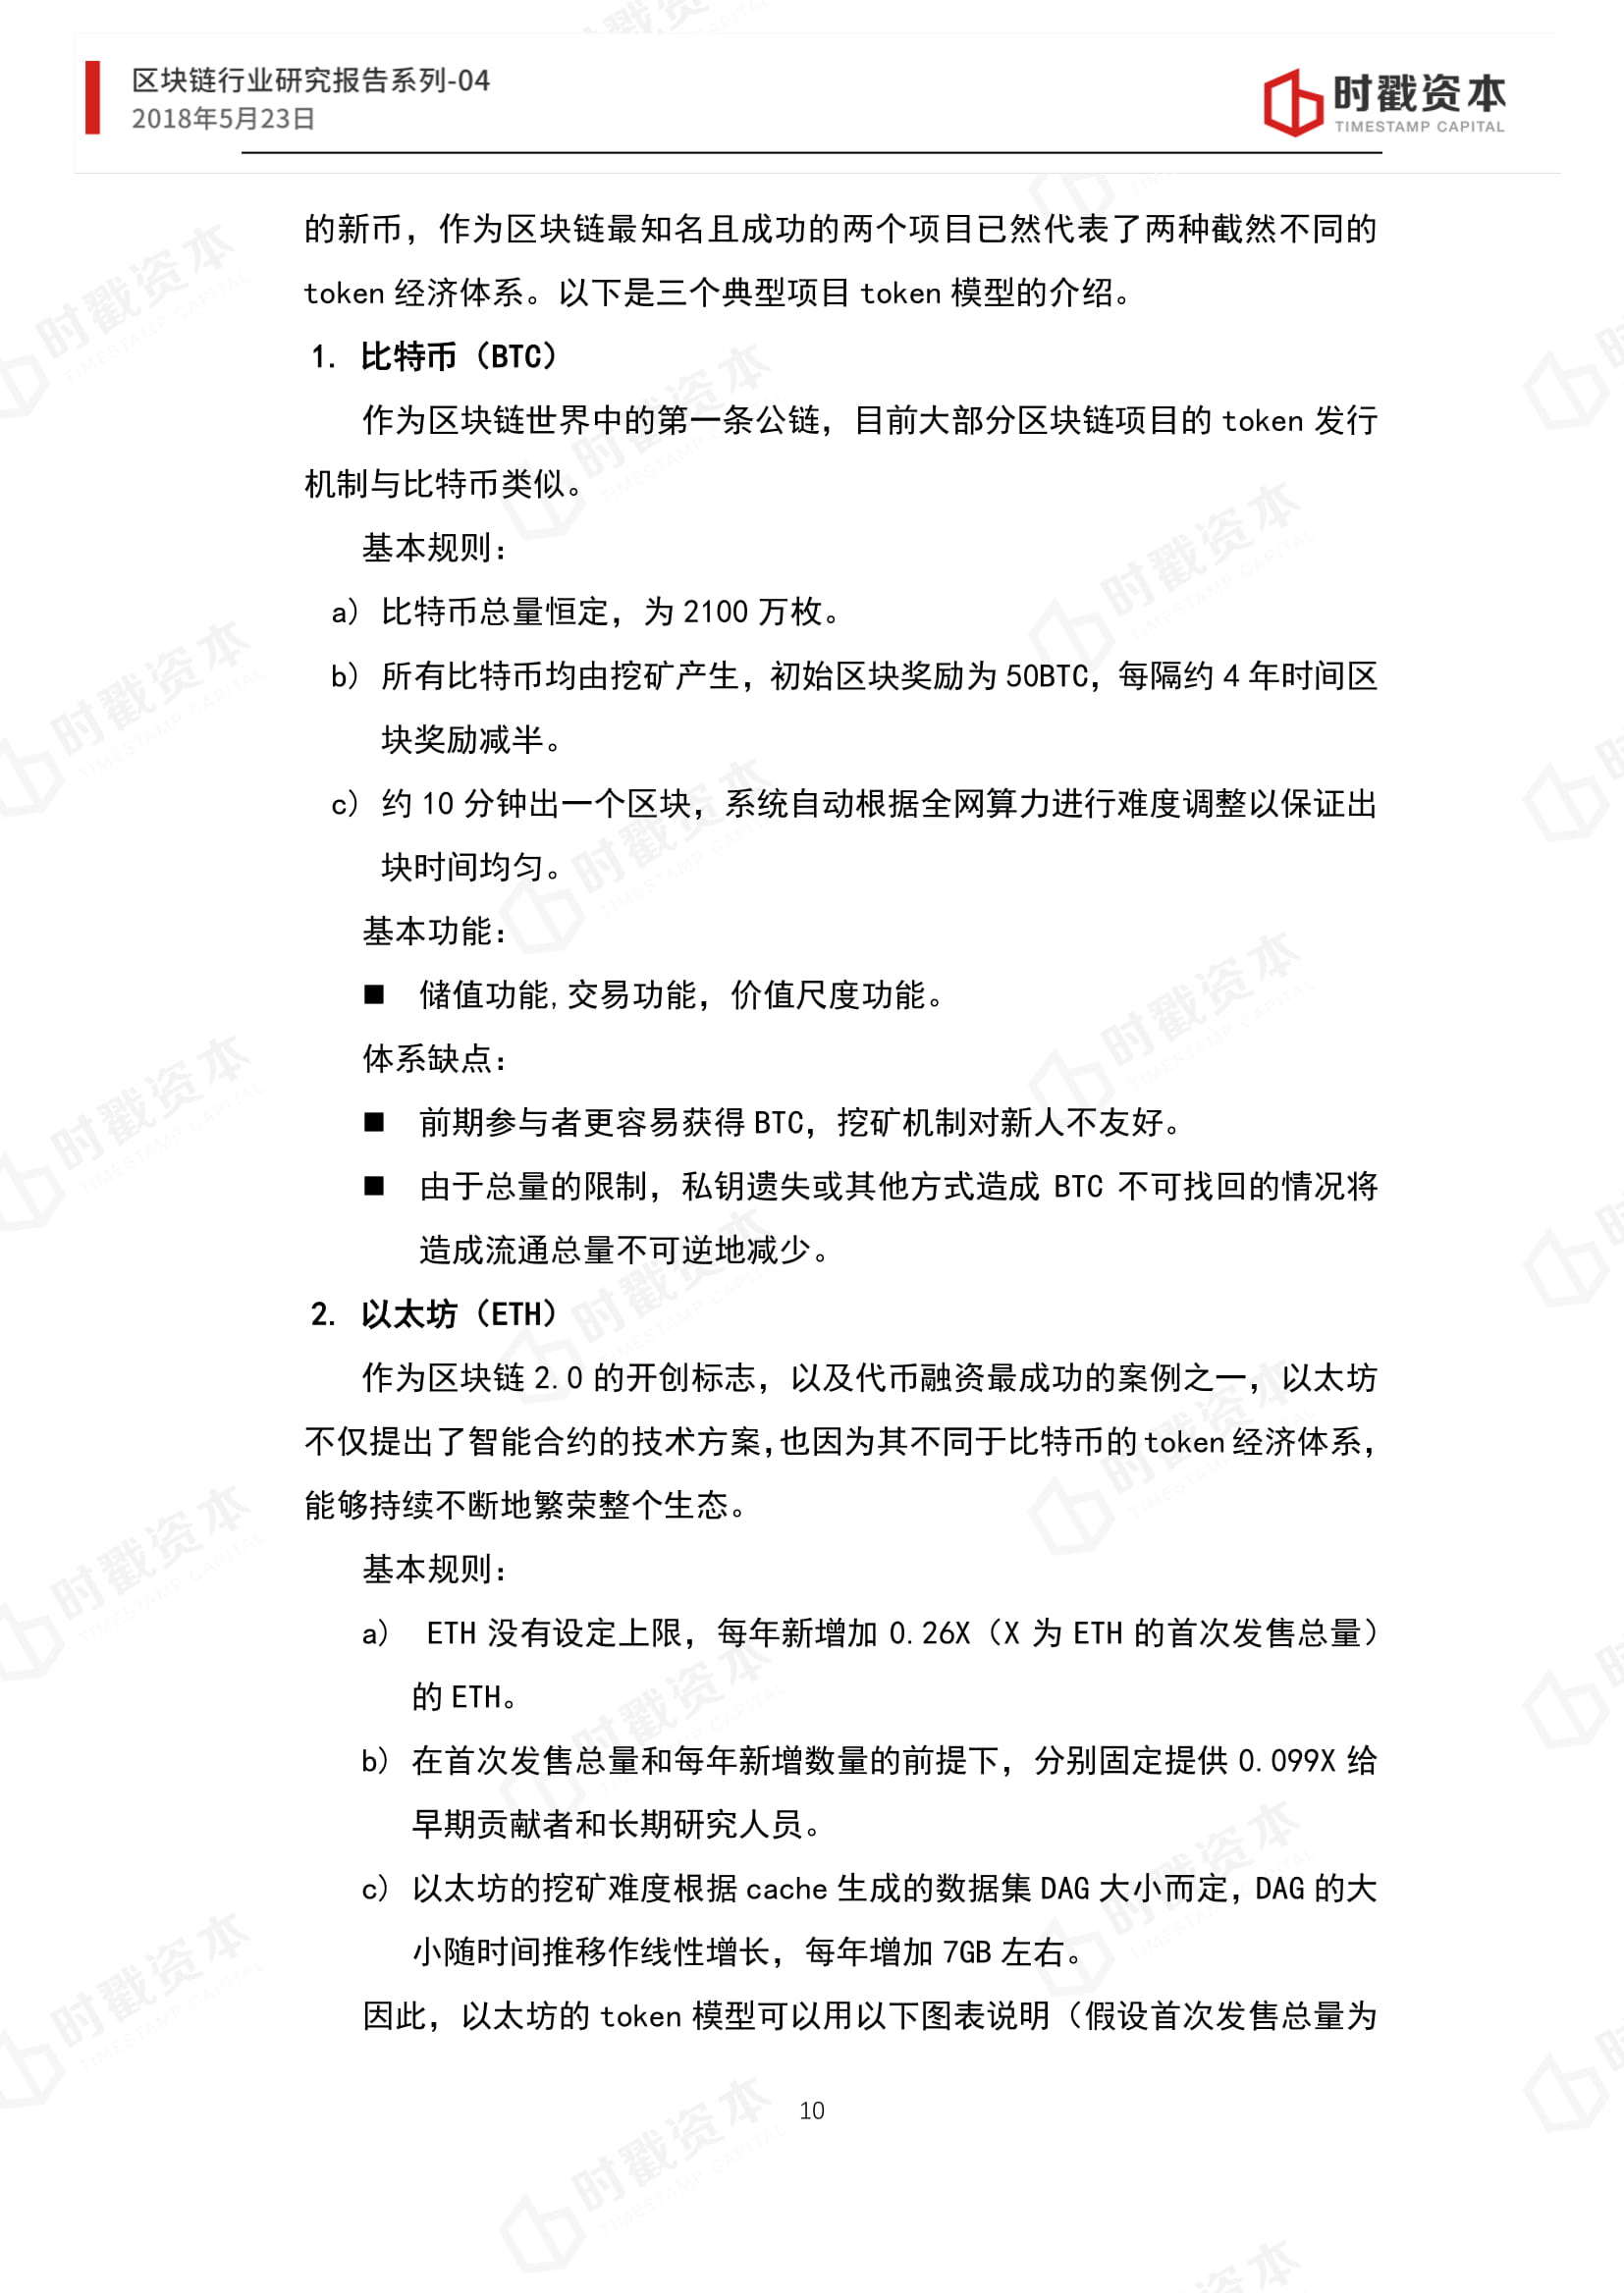 区块链行业研究报告系列-04
2018年5月23日
时戳资本
TIMESTAMP CAPITAL
的新币，作为区块链最知名且成功的两个项目已然代表了两种截然不同的
token 经济体系。以下是三个典型项目 token 模型的介绍。
1. 比特币（BTC）
作为区块链世界中的第一条公链，目前大部分区块链项目的 token 发行
机制与比特币类似。
基本规则：
a) 比特币总量恒定，为 2100 万枚。
b) 所有比特币均由挖矿产生，初始区块奖励为 50BTC，每隔约 4 年时间区
块奖励减半。
c) 约 10 分钟出一个区块，系统自动根据全网算力进行难度调整以保证出
块时间均匀。
基本功能：
■ 储值功能,交易功能，价值尺度功能。
体系缺点：
■ 前期参与者更容易获得 BTC，挖矿机制对新人不友好。
■ 由于总量的限制，私钥遗失或其他方式造成 BTC 不可找回的情况将
造成流通总量不可逆地减少。
2. 以太坊（ETH）
作为区块链 2.0 的开创标志，以及代币融资最成功的案例之一，以太坊
不仅提出了智能合约的技术方案，也因为其不同于比特币的 token 经济体系，
能够持续不断地繁荣整个生态。
基本规则：
a) ETH 没有设定上限，每年新增加 0.26X（X 为 ETH 的首次发售总量）
的 ETH。
b) 在首次发售总量和每年新增数量的前提下，分别固定提供 0.099X 给
早期贡献者和长期研究人员。
c) 以太坊的挖矿难度根据 cache 生成的数据集 DAG 大小而定，DAG 的大
小随时间推移作线性增长，每年增加 7GB 左右。
因此，以太坊的 token 模型可以用以下图表说明（假设首次发售总量为
10